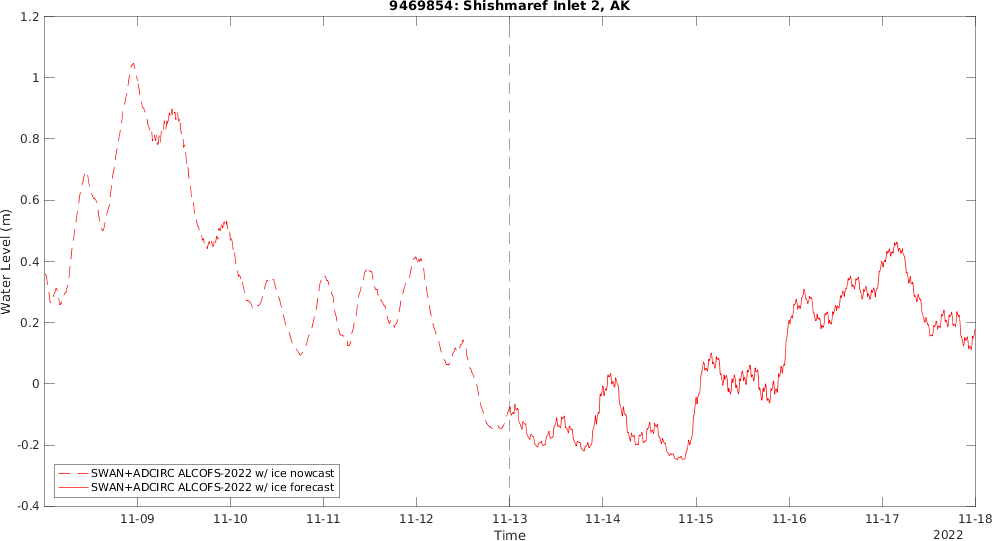 9469854: Shishmaref Inlet 2, AK
1.2
1
0.8
0.6
0.4
0.2
0
-0.2
-0.4
Water Level (m)
SWAN+ADCIRC ALCOFS-2022 w/ ice nowcast
SWAN+ADCIRC ALCOFS-2022 w/ ice forecast
11-09 11-10 11-11 11-12 11-13 11-14 11-15 11-16 11-17 11-18
Time
2022